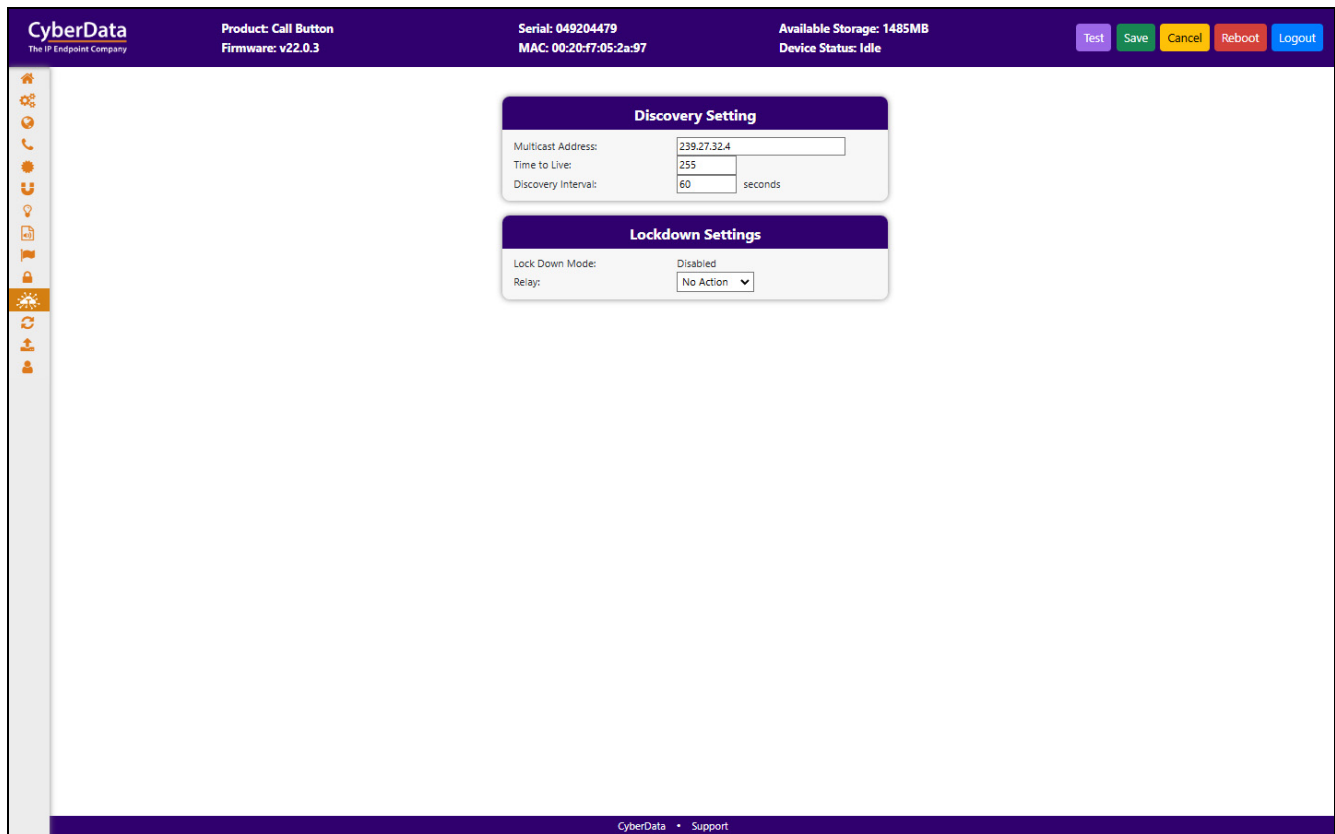 CyberData
The IP Endpoint Company
Product: Call Button
Firmware: v22.0.3
Serial: 049204479
MAC: 00:20:f7:05:2a:97
Available Storage: 1485MB
Device Status: Idle
Test Save Cancel Reboot Logout
Discovery Setting
Multicast Address: 239.27.32.4
Time to Live: 255
Discovery Interval: 60 seconds
Lockdown Settings
Lock Down Mode: Disabled
Relay: No Action
CyberData • Support